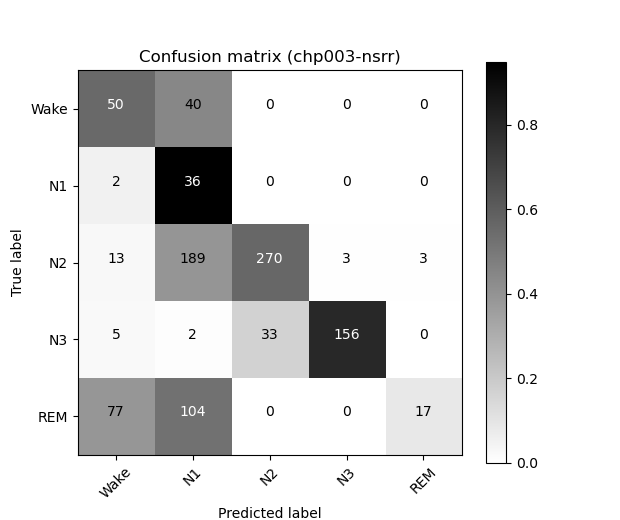 Confusion matrix (chp003-nsrr)
Wake 50 40 0 0 0
N1 2 36 0 0 0
N2 13 189 270 3 3
N3 5 2 33 156 0
REM 77 104 0 0 17
Wake N1 N2 N3 REM
True label
Predicted label
0.8
0.6
0.4
0.2
0.0